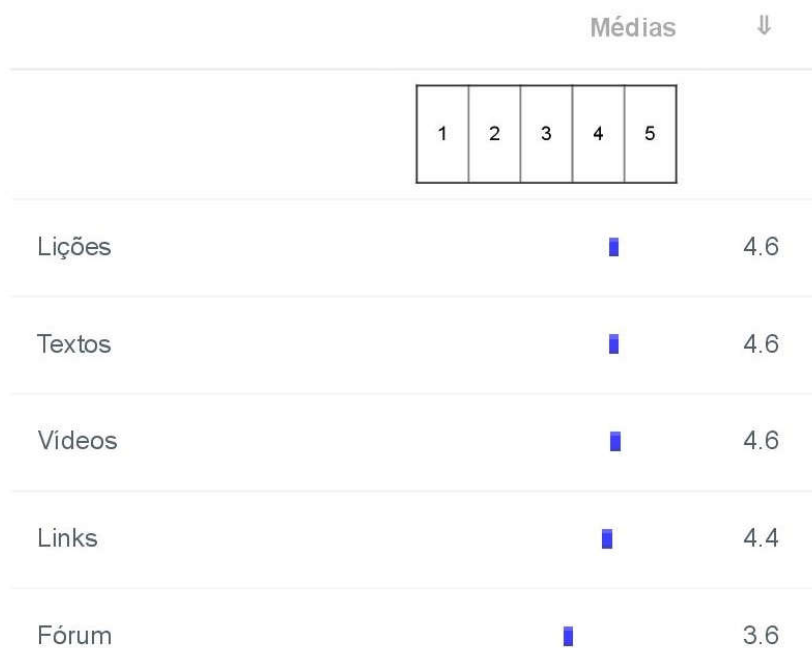 Médias ⇓
1 2 3 4 5
Lições 4.6
Textos 4.6
Vídeos 4.6
Links 4.4
Fórum 3.6